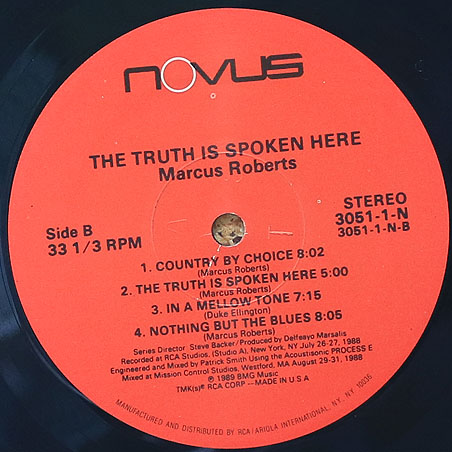 NOVUS
THE TRUTH IS SPOKEN HERE
Marcus Roberts
Side B
33 1/3 RPM
STEREO
3051-1-N
3051-1-N-B
1. COUNTRY BY CHOICE 8:02
(Marcus Roberts)
2. THE TRUTH IS SPOKEN HERE 5:00
(Marcus Roberts)
3. IN A MELLOW TONE 7:15
(Duke Ellington)
4. NOTHING BUT THE BLUES 8:05
(Marcus Roberts)
Series Director Steve Backer/Produced by Delfeayo Marsalis
Recorded at RCA Studios, (Studio A), New York, NY July 26-27, 1988
Engineered and Mixed by Patrick Smith Using the Acoustisonic PROCESS E
Mixed at Mission Control Studios, Westford, MA August 29-31, 1988
℗ © 1989 BMG Music
TMK(s)® RCA CORP -- MADE IN U.S.A
MANUFACTURED AND DISTRIBUTED BY RCA/ARIOLA INTERNATIONAL, N.Y., NY. 10036